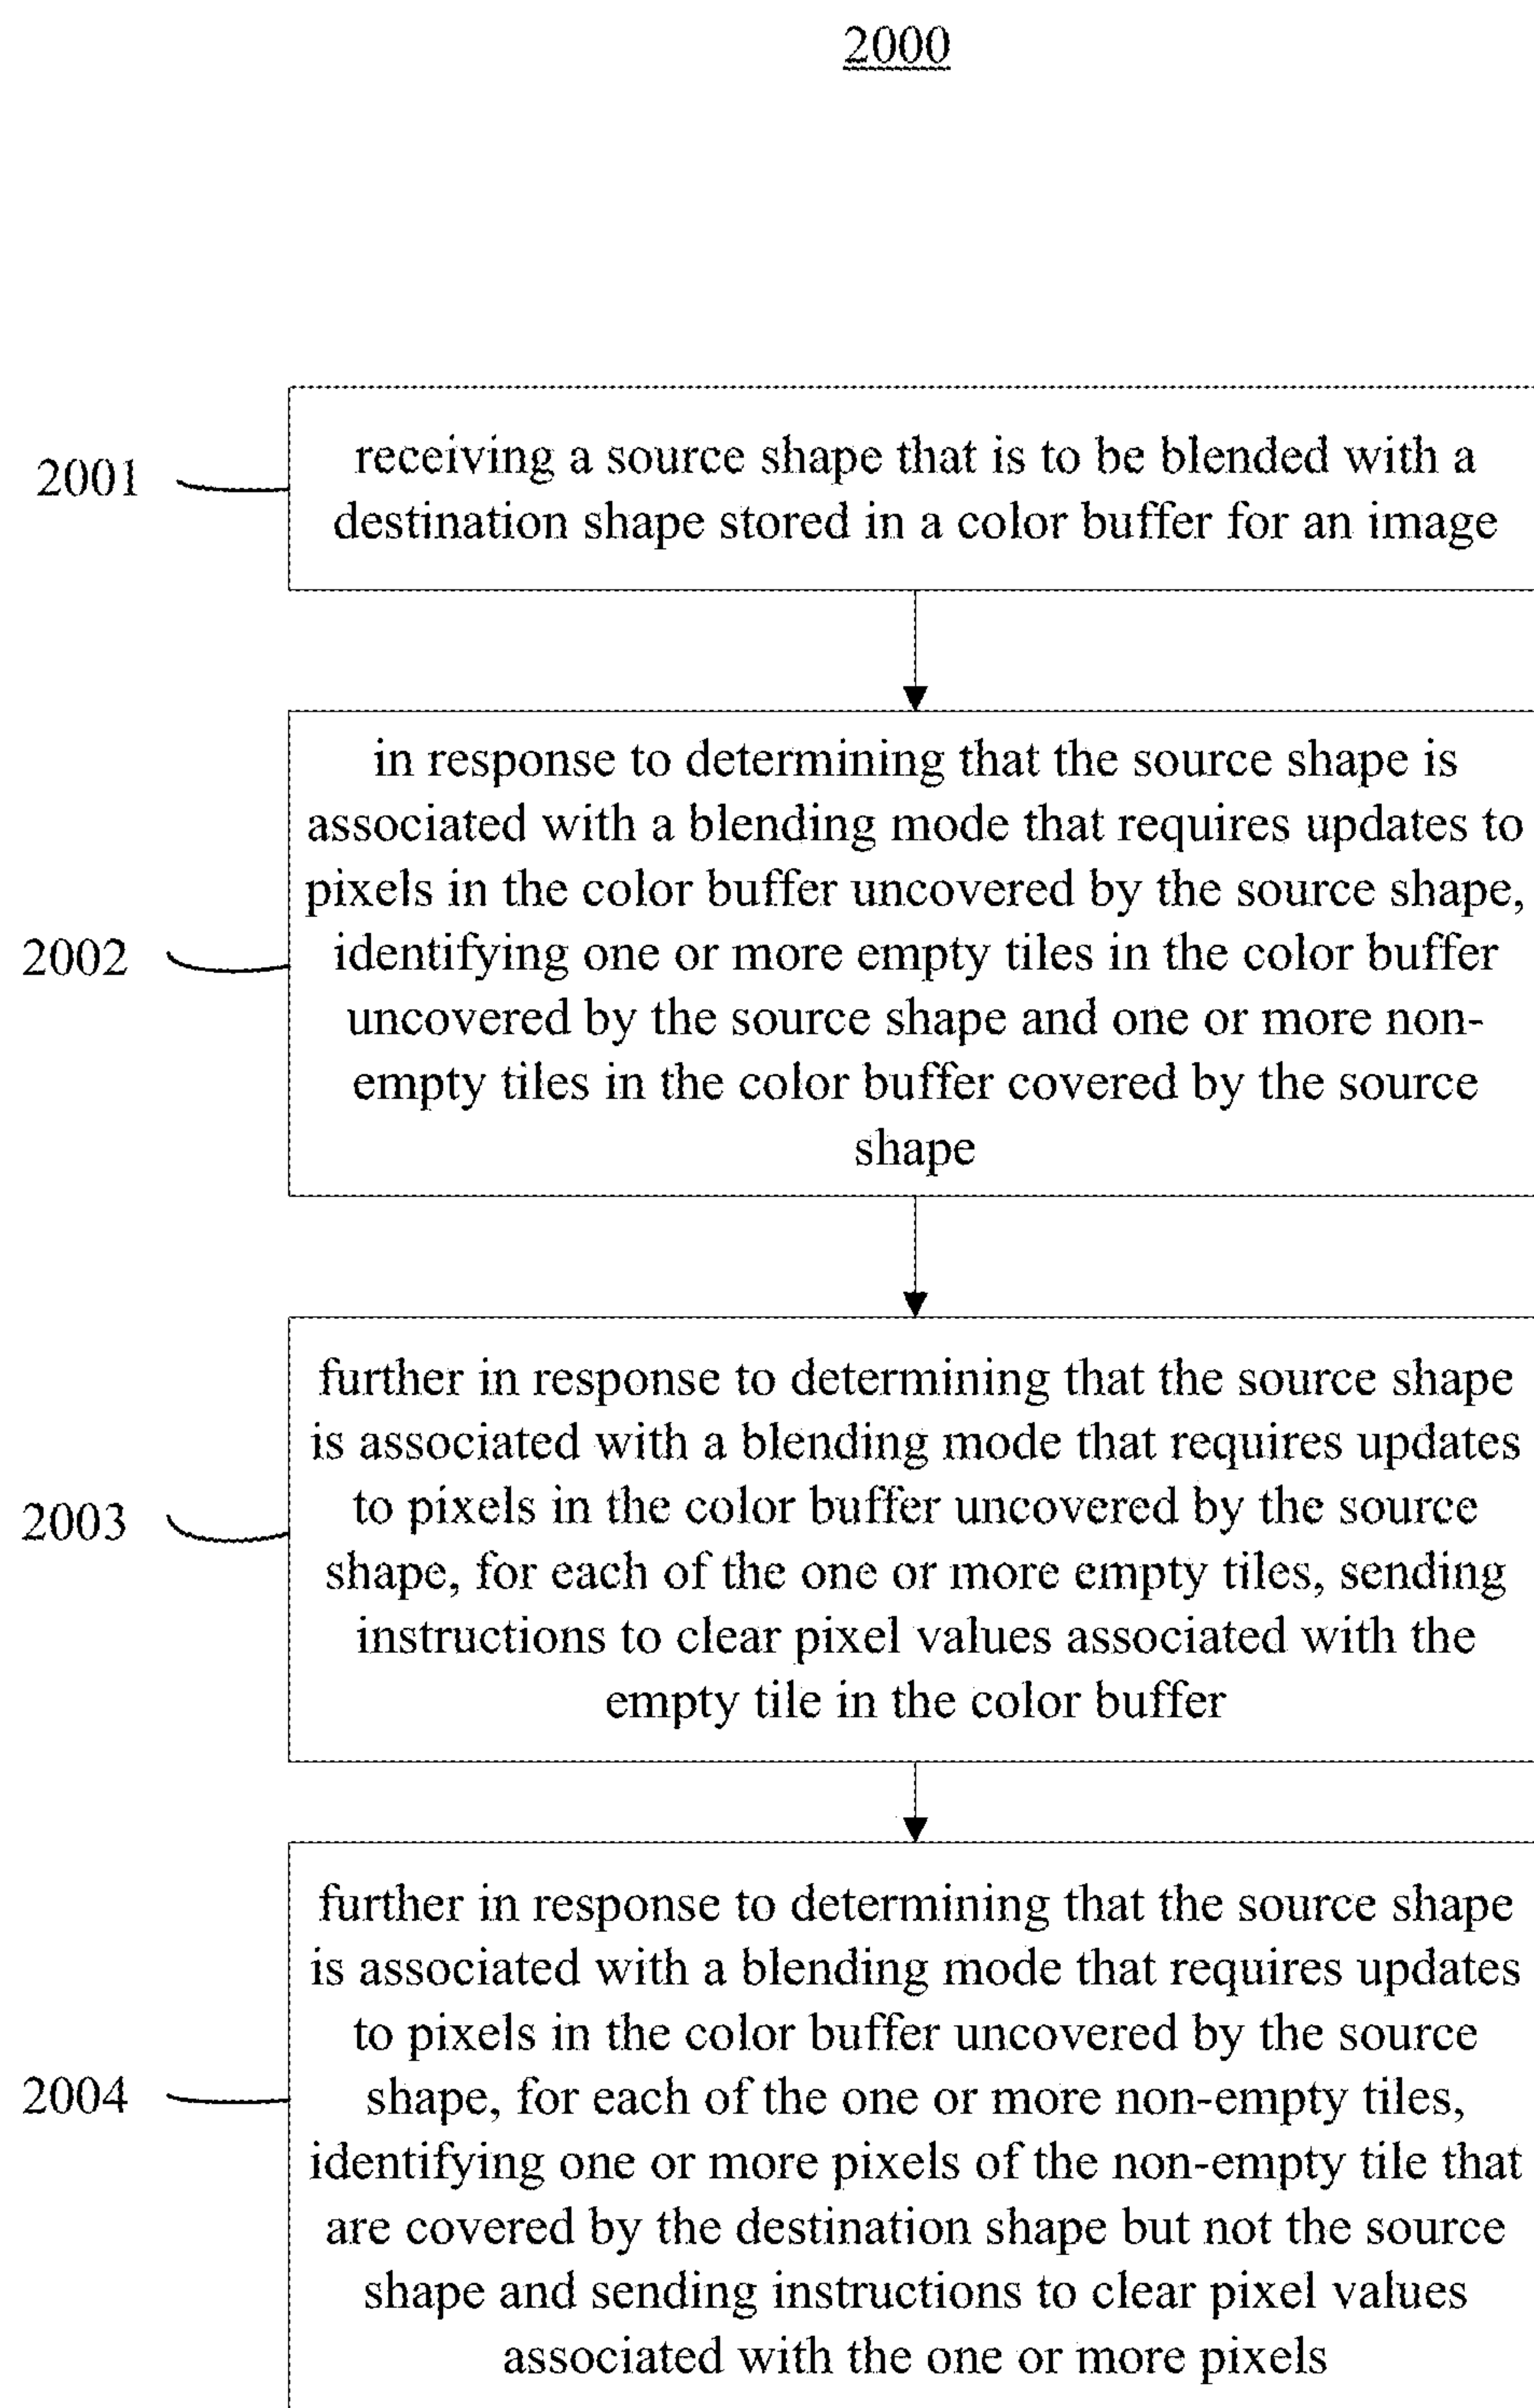 2000
2001
receiving a source shape that is to be blended with a
destination shape stored in a color buffer for an image
2002
in response to determining that the source shape is
associated with a blending mode that requires updates to
pixels in the color buffer uncovered by the source shape,
identifying one or more empty tiles in the color buffer
uncovered by the source shape and one or more non-
empty tiles in the color buffer covered by the source
shape
2003
further in response to determining that the source shape
is associated with a blending mode that requires updates
to pixels in the color buffer uncovered by the source
shape, for each of the one or more empty tiles, sending
instructions to clear pixel values associated with the
empty tile in the color buffer
2004
further in response to determining that the source shape
is associated with a blending mode that requires updates
to pixels in the color buffer uncovered by the source
shape, for each of the one or more non-empty tiles,
identifying one or more pixels of the non-empty tile that
are covered by the destination shape but not the source
shape and sending instructions to clear pixel values
associated with the one or more pixels